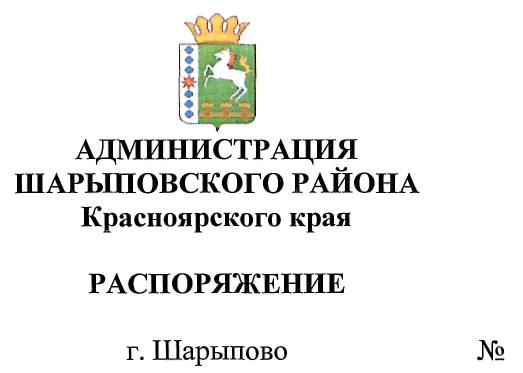 АДМИНИСТРАЦИЯ
ШАРЫПОВСКОГО РАЙОНА
Красноярского края
РАСПОРЯЖЕНИЕ
г. Шарыпово №